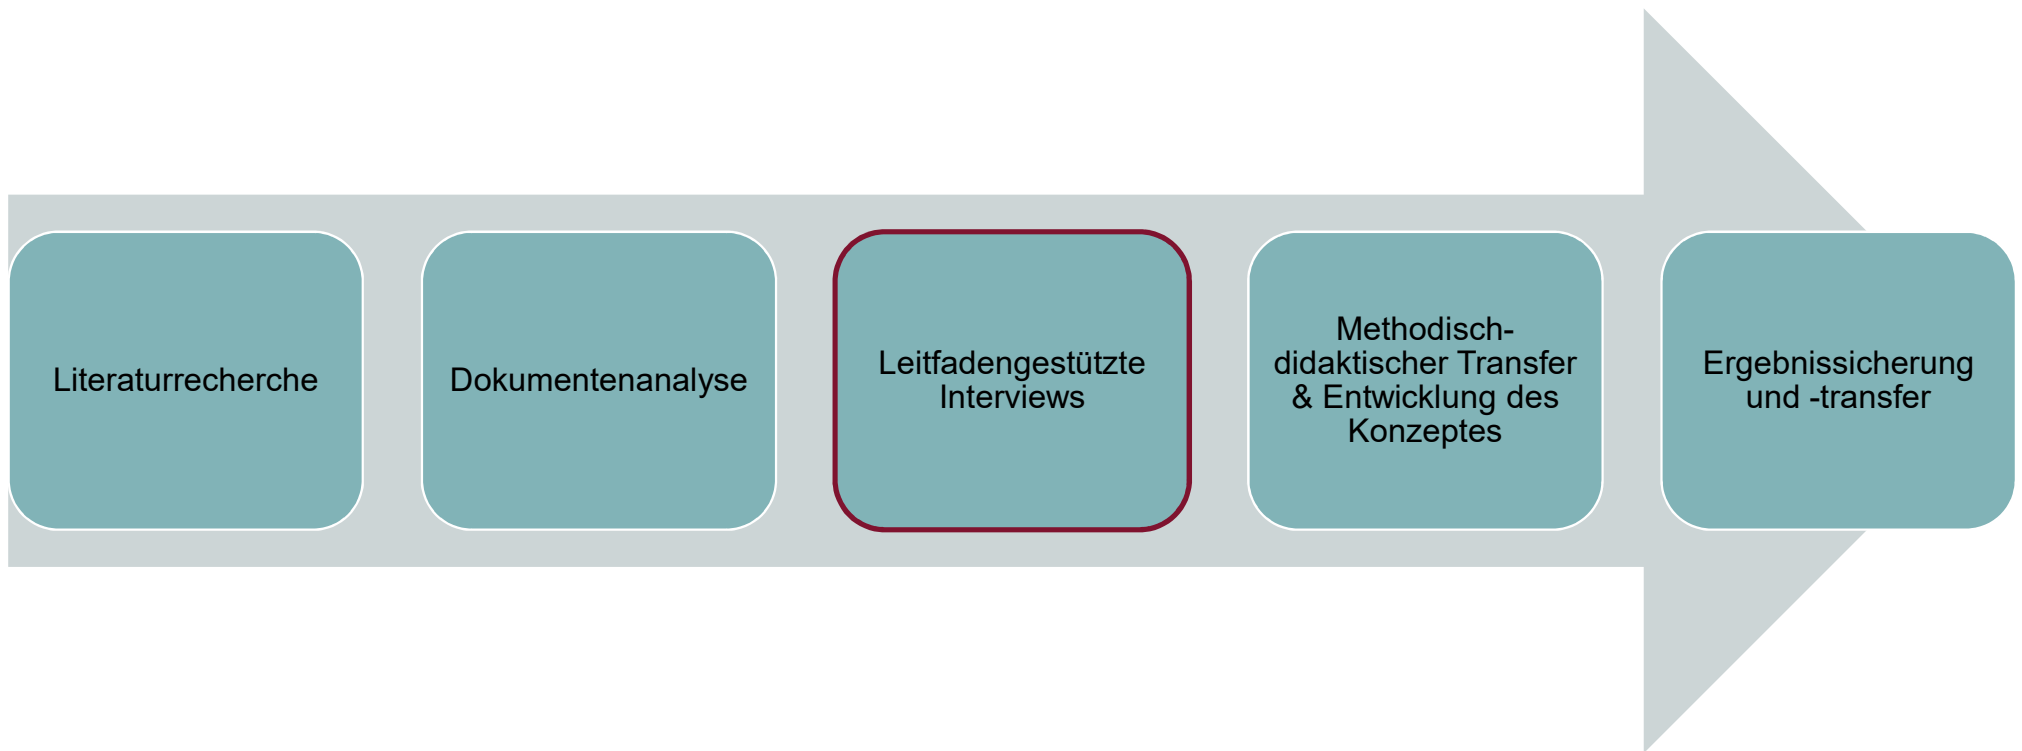 Literaturrecherche
Dokumentenanalyse
Leitfadengestützte
Interviews
Methodisch-
didaktischer Transfer
& Entwicklung des
Konzeptes
Ergebnissicherung
und -transfer